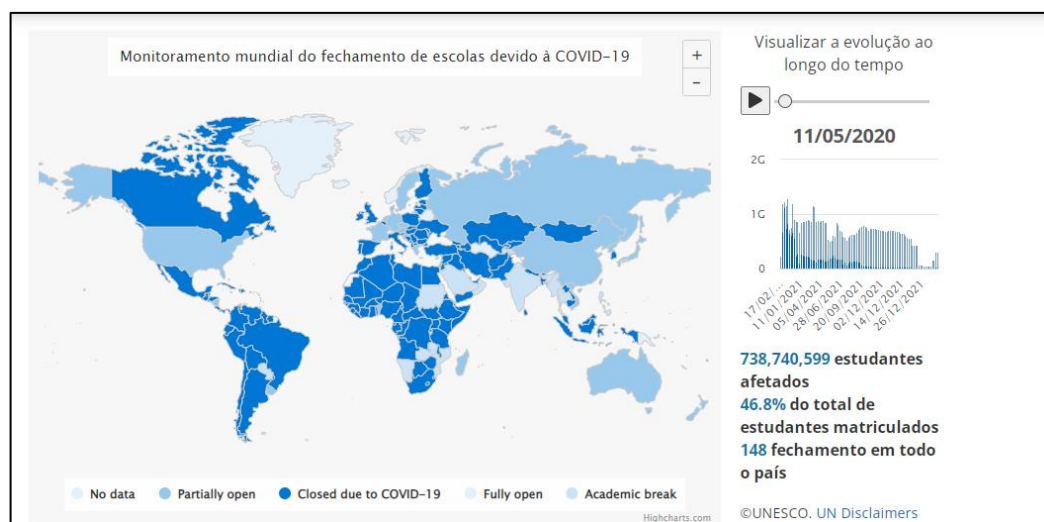 Monitoramento mundial do fechamento de escolas devido à COVID-19
+
−
No data
Partially open
Closed due to COVID-19
Fully open
Academic break
Highcharts.com
Visualizar a evolução ao
longo do tempo
11/05/2020
2G
1G
0
17/02/...
11/01/2021
05/04/2021
28/06/2021
20/09/2021
02/12/2021
14/12/2021
26/12/2021
738,740,599 estudantes
afetados
46.8% do total de
estudantes matriculados
148 fechamento em todo
o país
©UNESCO. UN Disclaimers